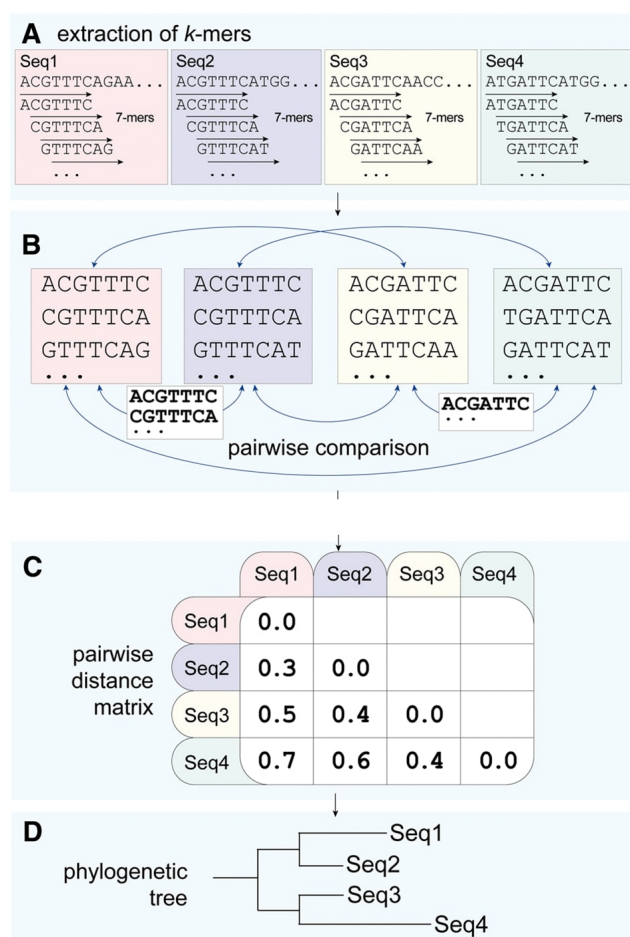 A extraction of k-mers
Seq1
ACGTTTCAGAA...
ACGTTTC
7-mers
CGTTTCA
GTTTCAG
...
Seq2
ACGTTTCATGG...
ACGTTTC
7-mers
CGTTTCA
GTTTCAT
...
Seq3
ACGATTCAACC...
ACGATTC
7-mers
CGATTCA
GATTCAA
...
Seq4
ATGATTCATGG...
ATGATTC
7-mers
TGATTCA
GATTCAT
...
B
ACGTTTC
CGTTTCA
GTTTCAG
...
ACGTTTC
CGTTTCA
GTTTCAT
...
ACGATTC
CGATTCA
GATTCAA
...
ACGATTC
TGATTCA
GATTCAT
...
ACGTTTC
CGTTTCA
...
ACGATTC
...
pairwise comparison
C
Seq1 Seq2 Seq3 Seq4
pairwise
distance
matrix
Seq1 0.0
Seq2 0.3 0.0
Seq3 0.5 0.4 0.0
Seq4 0.7 0.6 0.4 0.0
D
phylogenetic
tree
Seq1
Seq2
Seq3
Seq4